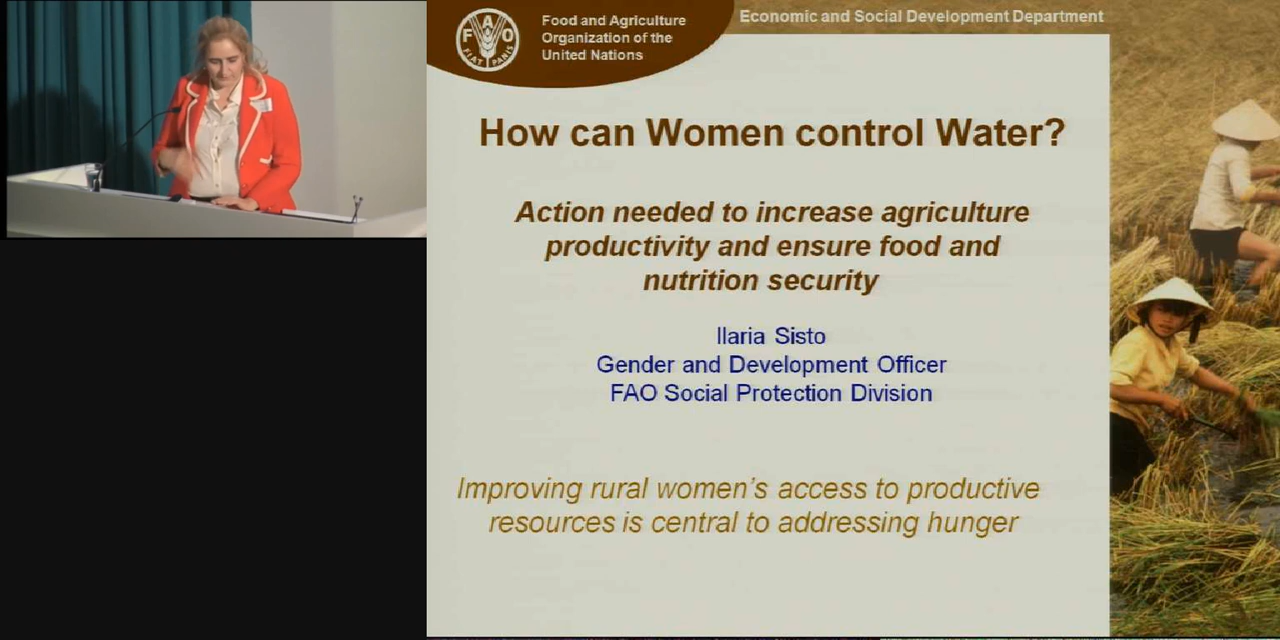 F A O
FIAT PANIS
Food and Agriculture
Organization of the
United Nations
Economic and Social Development Department
How can Women control Water?
Action needed to increase agriculture
productivity and ensure food and
nutrition security
Ilaria Sisto
Gender and Development Officer
FAO Social Protection Division
Improving rural women's access to productive
resources is central to addressing hunger